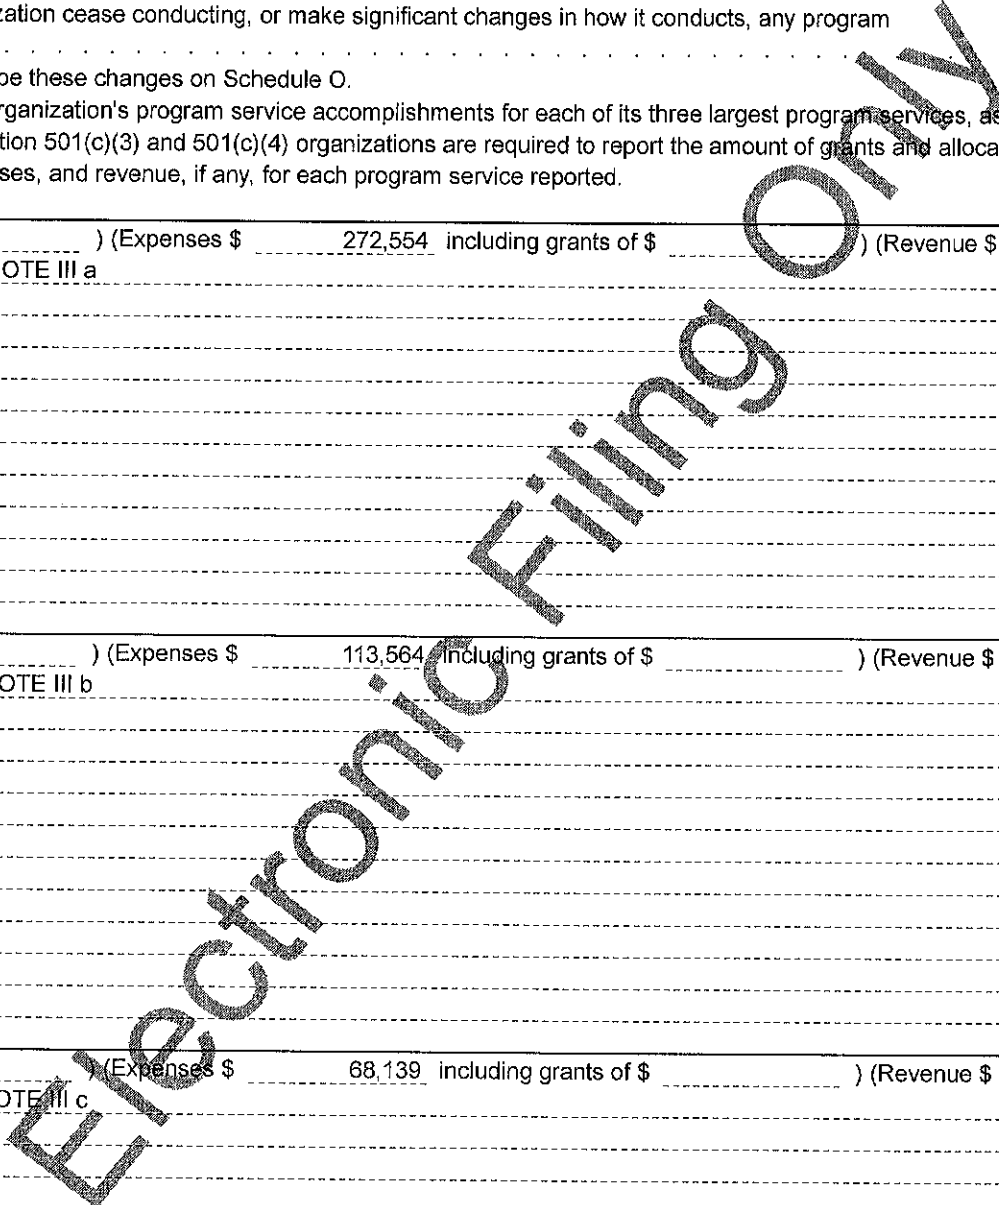 zation cease conducting, or make significant changes in how it conducts, any program
. . . . . . . . . . . . . . . . . . . . . . . . . . . . . . . . .
be these changes on Schedule O.
rganization's program service accomplishments for each of its three largest program services, as
tion 501(c)(3) and 501(c)(4) organizations are required to report the amount of grants and alloca
ses, and revenue, if any, for each program service reported.
) (Expenses $ 272,554 including grants of $ ) (Revenue $
OTE III a
) (Expenses $ 113,564 including grants of $ ) (Revenue $
OTE III b
) (Expenses $ 68,139 including grants of $ ) (Revenue $
OTE III c
Electronic Filing Only